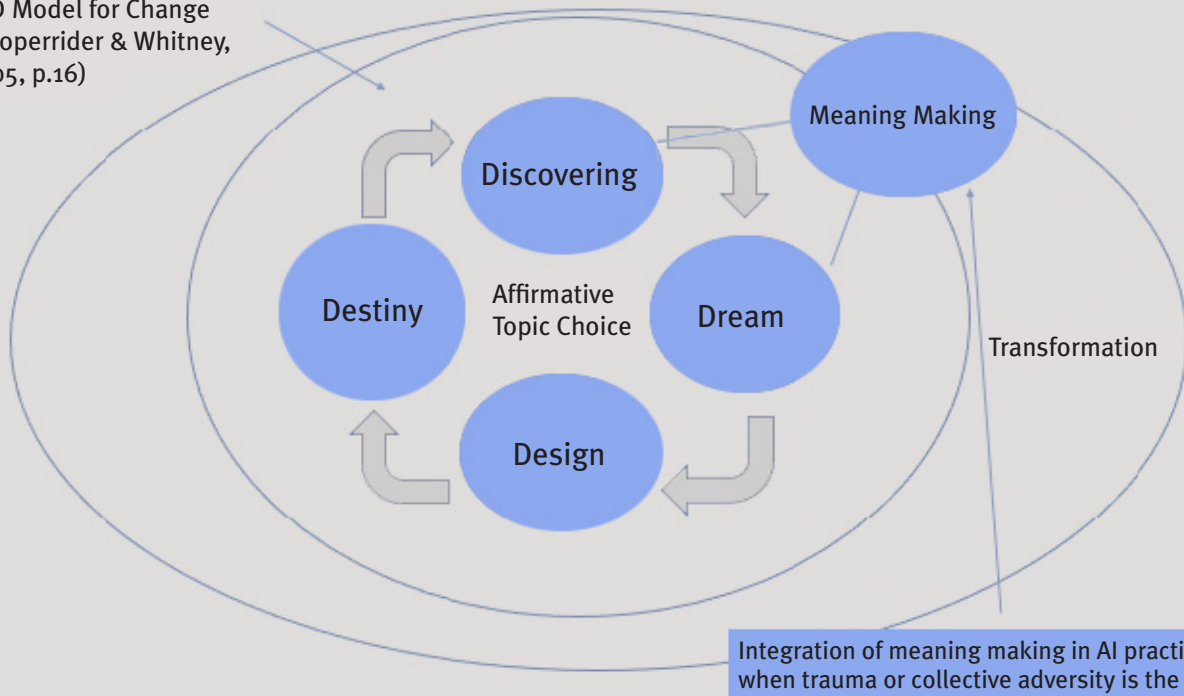 Model for Change
& Whitney,
p.16)
Meaning Making
Discovering
Destiny
Affirmative
Topic Choice
Dream
Transformation
Design
Integration of meaning making in AI
when trauma or collective adversity is the